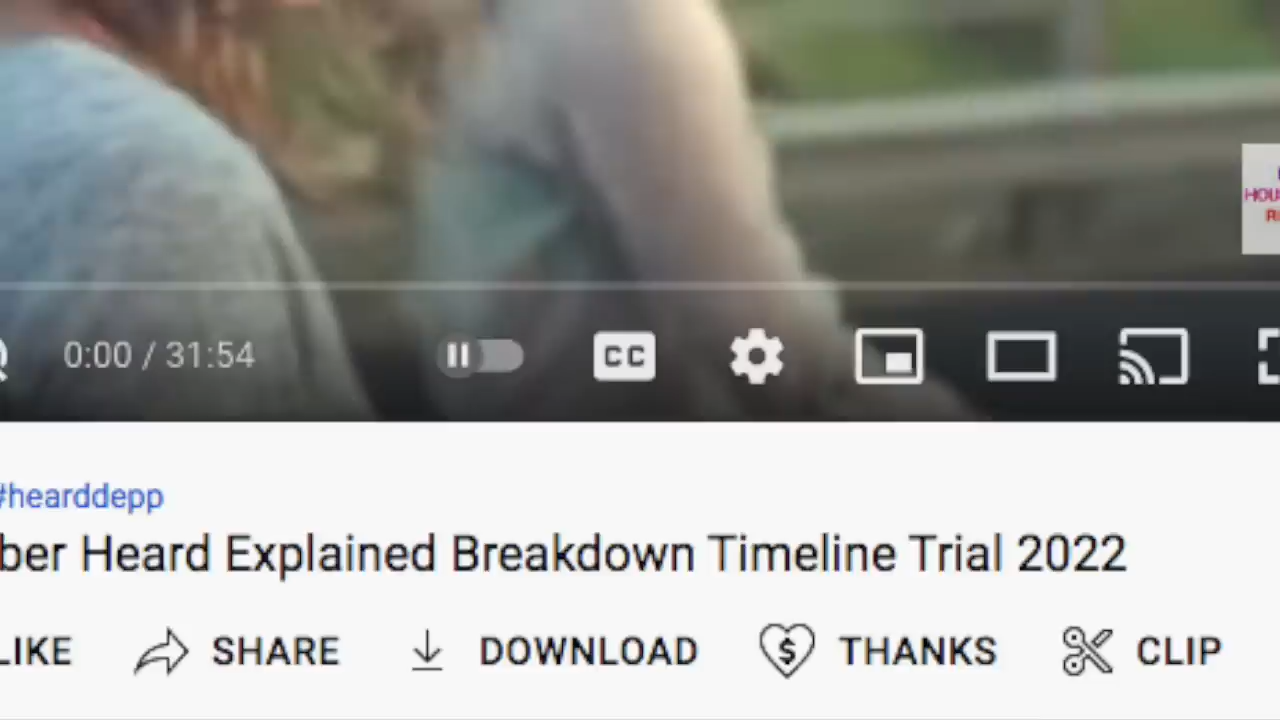 0:00 / 31:54
CC
#hearddepp
ber Heard Explained Breakdown Timeline Trial 2022
LIKE SHARE DOWNLOAD $ THANKS CLIP